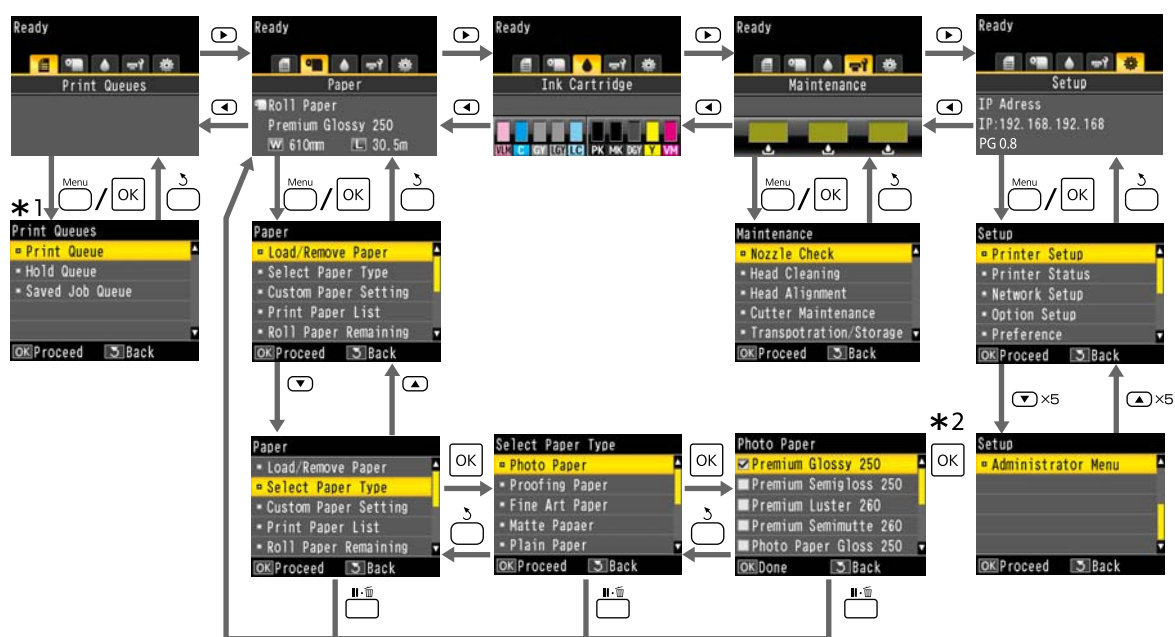 Ready
Print Queues
Ready
Paper
Roll Paper
Premium Glossy 250
W 610mm L 30.5m
Ready
Ink Cartridge
VLM C GY LGY LC PK MK DGY Y VM
Ready
Maintenance
Ready
Setup
IP Adress
IP:192.168.192.168
PG 0.8
Menu
/ OK
Menu
/ OK
Menu
/ OK
Menu
/ OK
*1
Print Queues
Print Queue
Hold Queue
Saved Job Queue
OK Proceed Back
Paper
Load/Remove Paper
Select Paper Type
Custom Paper Setting
Print Paper List
Roll Paper Remaining
OK Proceed Back
Maintenance
Nozzle Check
Head Cleaning
Head Alignment
Cutter Maintenance
Transpotration/Storage
OK Proceed Back
Setup
Printer Setup
Printer Status
Network Setup
Option Setup
Preference
OK Proceed Back
×5
×5
Paper
Load/Remove Paper
Select Paper Type
Custom Paper Setting
Print Paper List
Roll Paper Remaining
OK Proceed Back
OK
Select Paper Type
Photo Paper
Proofing Paper
Fine Art Paper
Matte Papaer
Plain Paper
OK Proceed Back
OK
Photo Paper
Premium Glossy 250
Premium Semigloss 250
Premium Luster 260
Premium Semimutte 260
Photo Paper Gloss 250
OK Done Back
*2
OK
Setup
Administrator Menu
OK Proceed Back